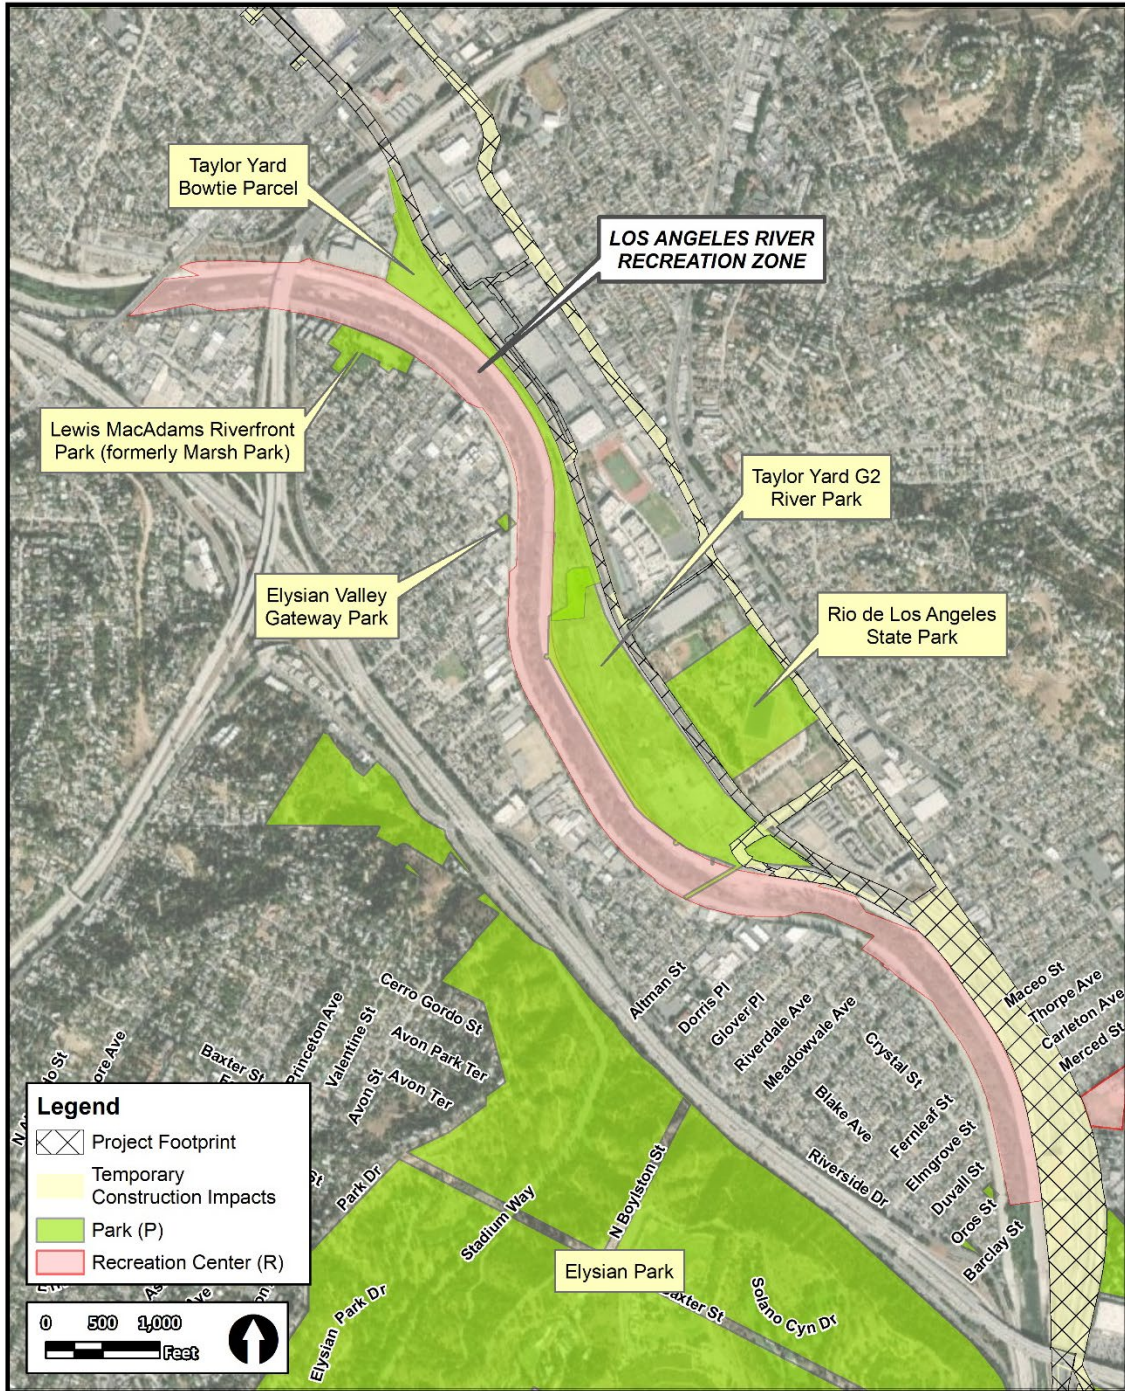 Taylor Yard
Bowtie Parcel
LOS ANGELES RIVER
RECREATION ZONE
Lewis MacAdams Riverfront
Park (formerly Marsh Park)
Taylor Yard G2
River Park
Elysian Valley
Gateway Park
Rio de Los Angeles
State Park
Altman St
Dorris Pl
Glover Pl
Riverdale Ave
Meadowvale Ave
Crystal St
Maceo St
Thorpe Ave
Carleton Ave
Merced St
Cerro Gordo St
Princeton Ave
Valentine St
Avon Park Ter
Avon St
Avon Ter
Baxter St
Blake Ave
Fernleaf St
Elmgrove St
Duvall St
Oros St
Barclay St
Riverside Dr
N Boylston St
Stadium Way
Park Dr
Elysian Park
Baxter St
Solano Cyn Dr
Elysian Park Dr
Legend
Project Footprint
Temporary
Construction Impacts
Park (P)
Recreation Center (R)
0 500 1,000
Feet